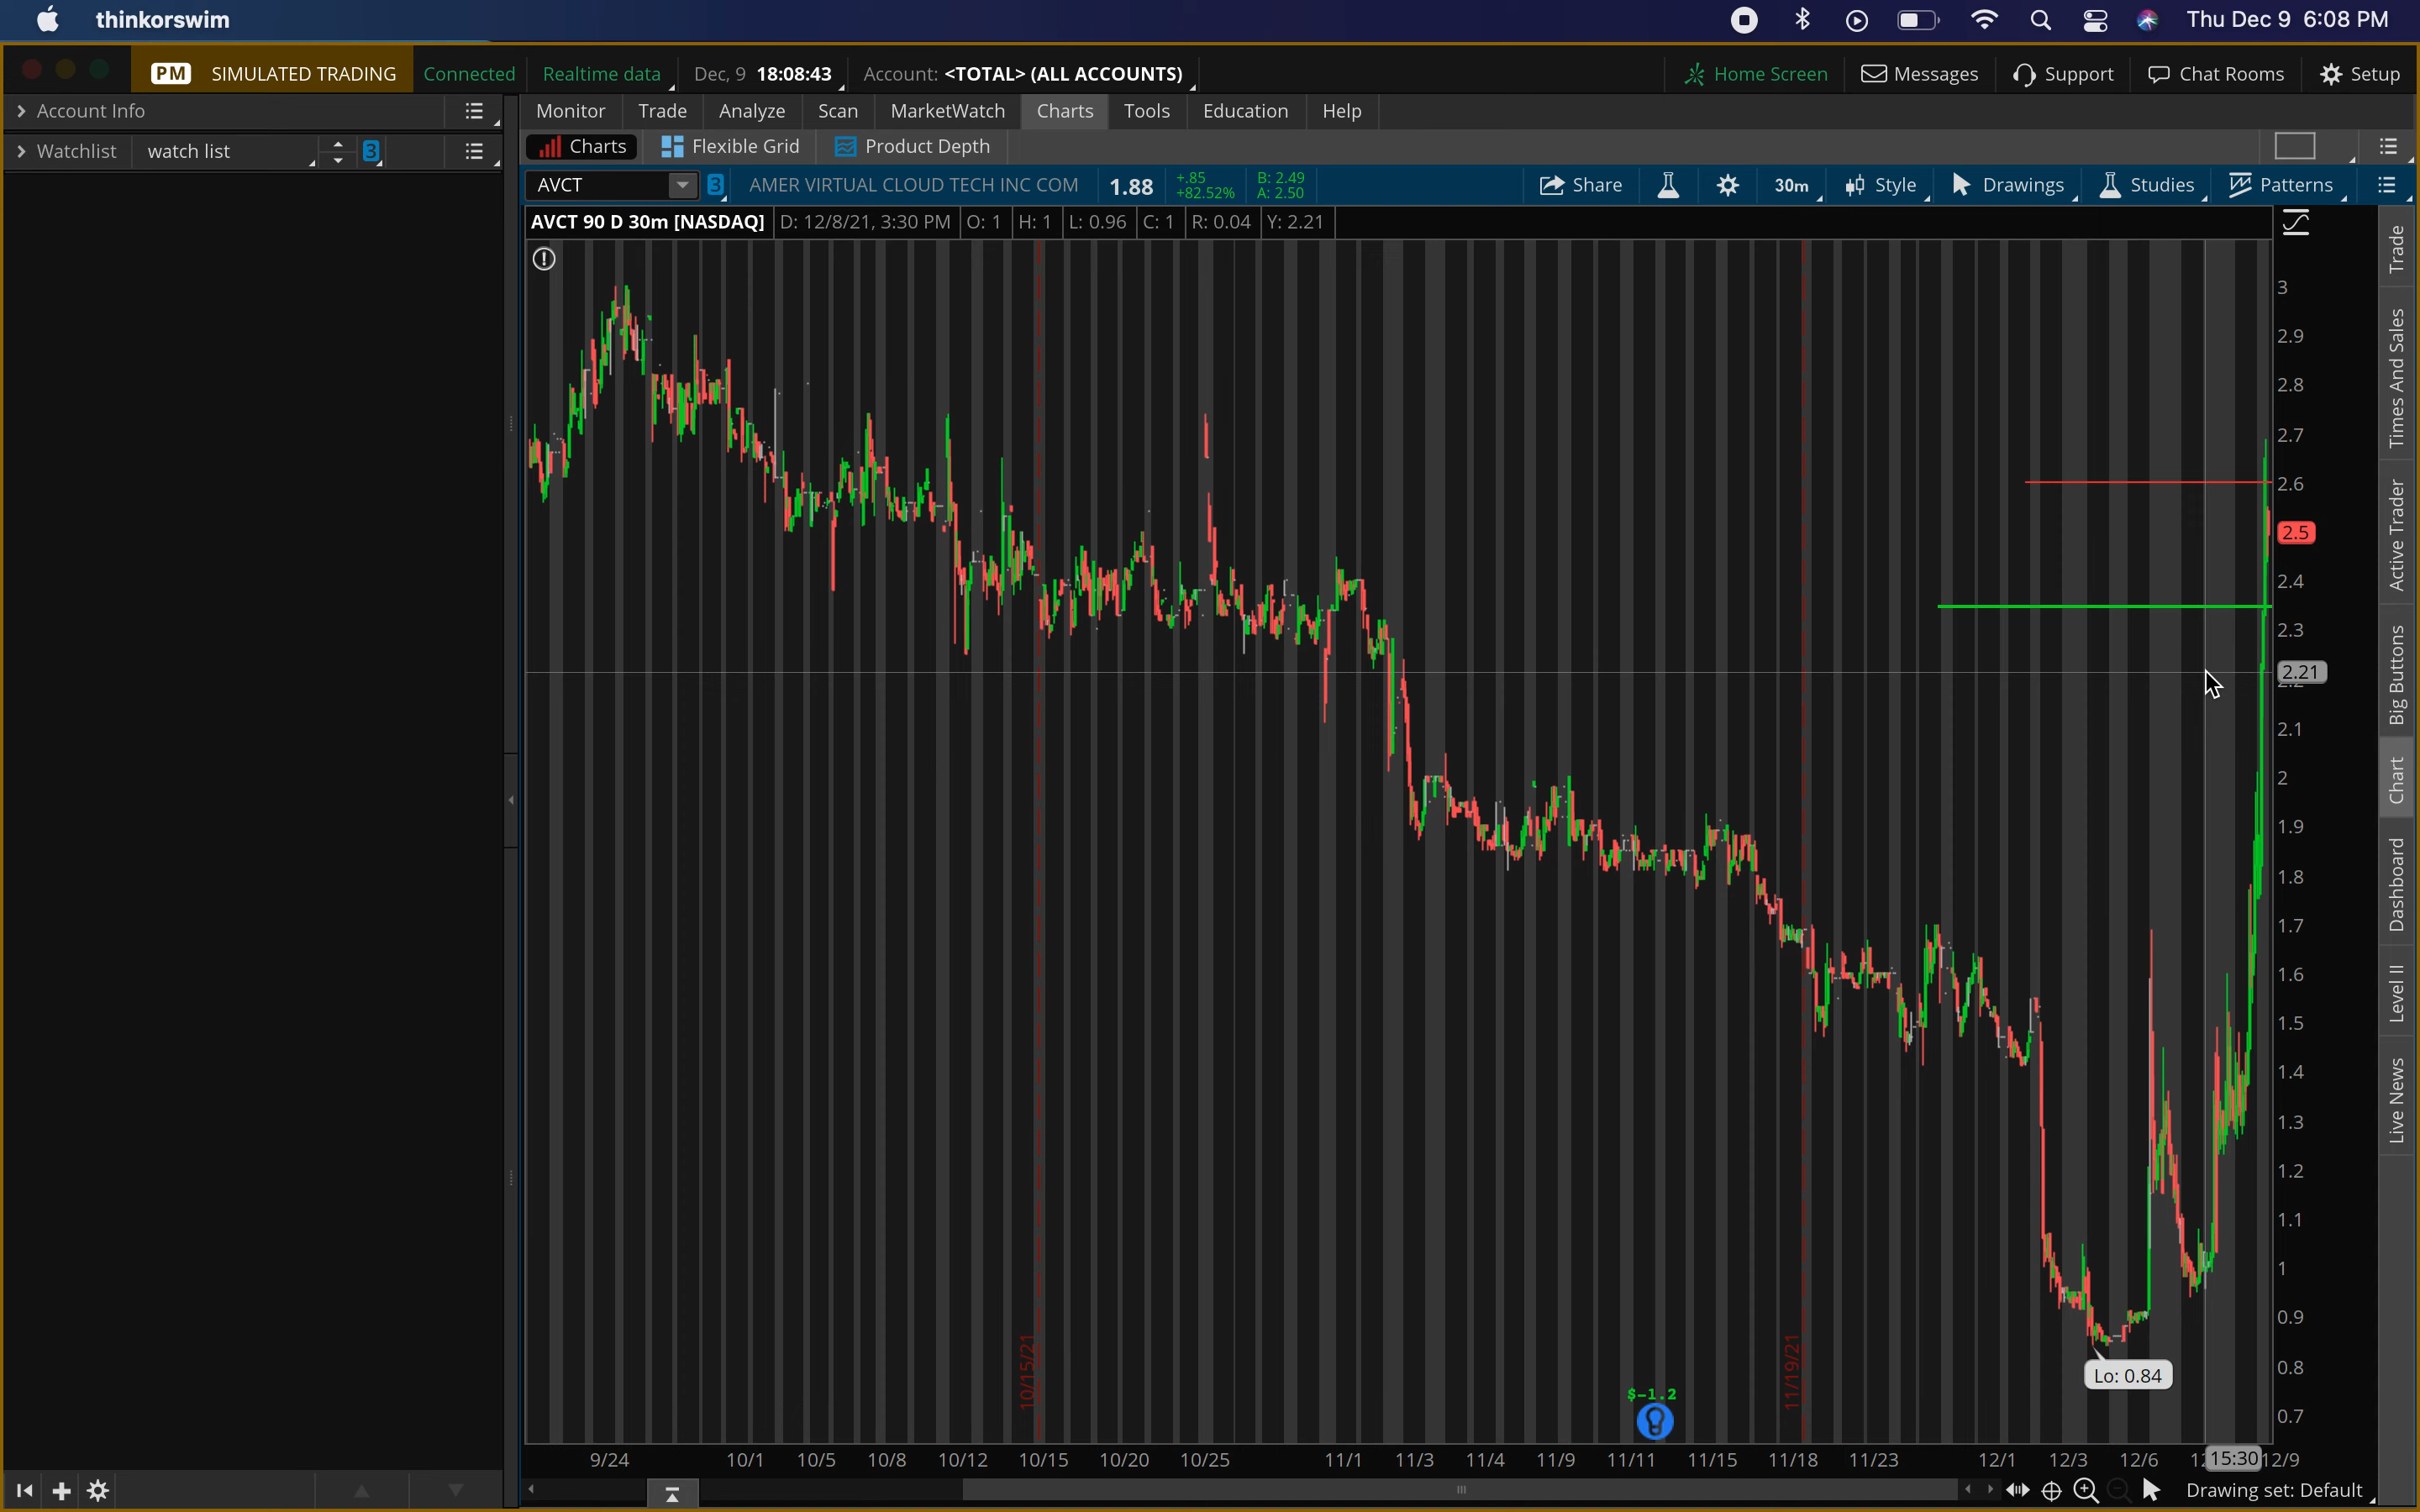 thinkorswim
Thu Dec 9 6:08 PM
PM SIMULATED TRADING Connected Realtime data Dec, 9 18:08:43 Account: <TOTAL> (ALL ACCOUNTS) Home Screen Messages Support Chat Rooms Setup
Account Info
Monitor Trade Analyze Scan MarketWatch Charts Tools Education Help
Watchlist watch list 3
Charts Flexible Grid Product Depth
AVCT 3 AMER VIRTUAL CLOUD TECH INC COM 1.88 +.85 B: 2.49 Share 30m Style Drawings Studies Patterns
+82.52% A: 2.50
AVCT 90 D 30m [NASDAQ] D: 12/8/21, 3:30 PM O: 1 H: 1 L: 0.96 C: 1 R: 0.04 Y: 2.21
3
2.9
2.8
2.7
2.6
2.5
2.4
2.3
2.21
2.1
2
1.9
1.8
1.7
1.6
1.5
1.4
1.3
1.2
1.1
1
0.9
0.8
0.7
Lo: 0.84
$-1.2
10/15/21
11/19/21
9/24 10/1 10/5 10/8 10/12 10/15 10/20 10/25 11/1 11/3 11/4 11/9 11/11 11/15 11/18 11/23 12/1 12/3 12/6 15:30 12/9
Drawing set: Default
Trade
Times And Sales
Active Trader
Big Buttons
Chart
Dashboard
Level II
Live News